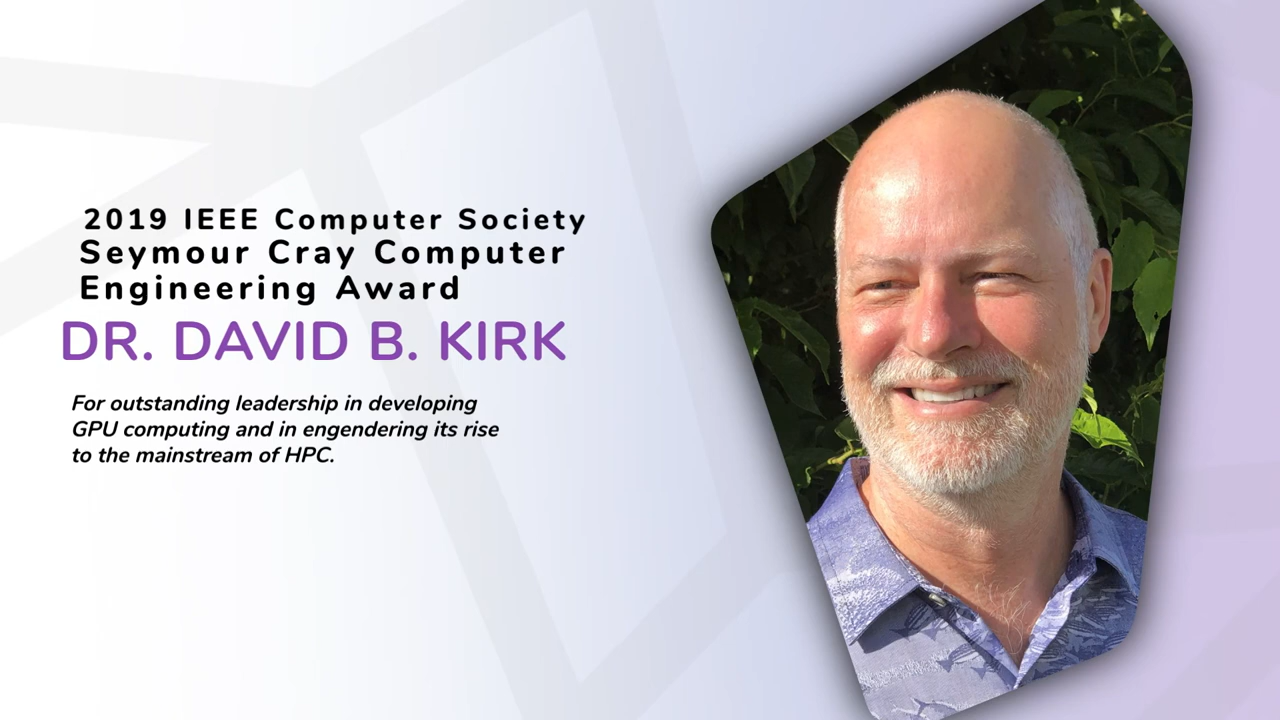 2019 IEEE Computer Society
Seymour Cray Computer
Engineering Award
DR. DAVID B. KIRK
For outstanding leadership in developing
GPU computing and in engendering its rise
to the mainstream of HPC.